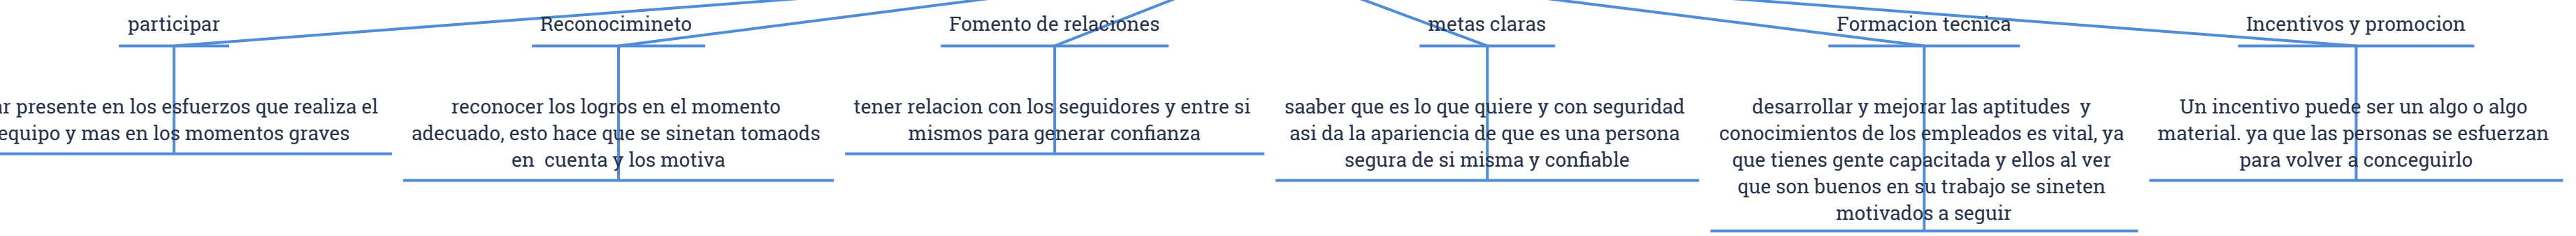 participar
Reconocimineto
Fomento de relaciones
metas claras
Formacion tecnica
Incentivos y promocion
presente en los esfuerzos que realiza el
equipo y mas en los momentos graves
reconocer los logros en el momento
adecuado, esto hace que se sinetan tomaods
en cuenta y los motiva
tener relacion con los seguidores y entre si
mismos para generar confianza
saaber que es lo que quiere y con seguridad
asi da la apariencia de que es una persona
segura de si misma y confiable
desarrollar y mejorar las aptitudes y
conocimientos de los empleados es vital, ya
que tienes gente capacitada y ellos al ver
que son buenos en su trabajo se sineten
motivados a seguir
Un incentivo puede ser un algo o algo
material. ya que las personas se esfuerzan
para volver a conceguirlo